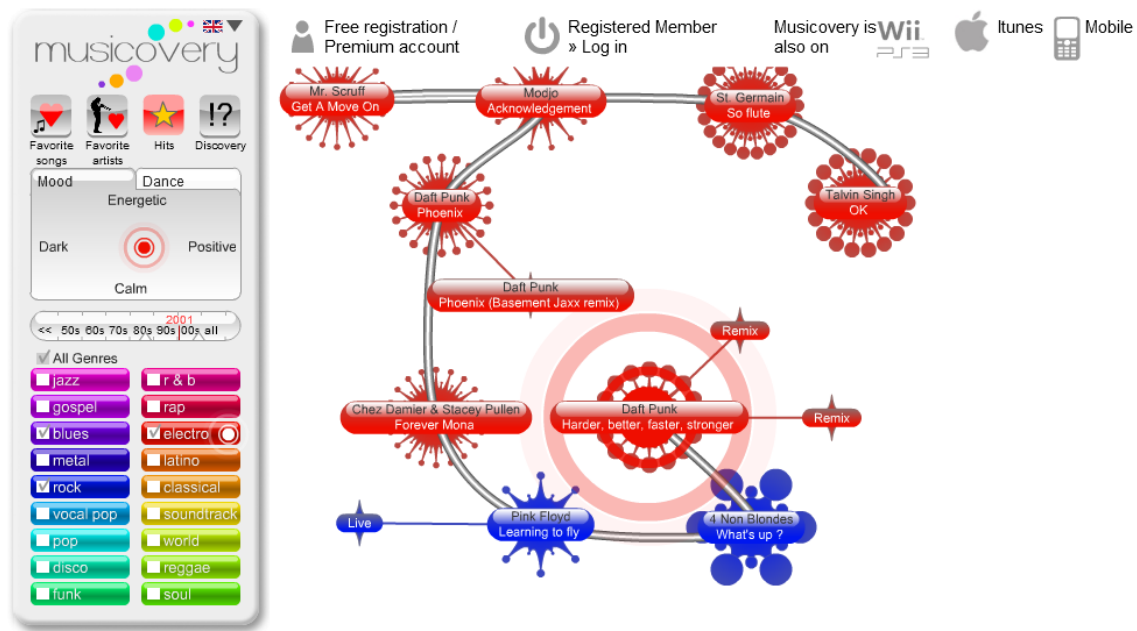 musicovery
Free registration /
Premium account
Registered Member
» Log in
Musicovery is
also on
Wii
PS3
Itunes
Mobile
Favorite
songs
Favorite
artists
Hits
!?
Discovery
Mood
Dance
Energetic
Dark
Positive
Calm
2001
<< 50s 60s 70s 80s 90s 00s all
All Genres
jazz
r & b
gospel
rap
blues
electro
metal
latino
rock
classical
vocal pop
soundtrack
pop
world
disco
reggae
funk
soul
Mr. Scruff
Get A Move On
Modjo
Acknowledgement
St. Germain
So flute
Talvin Singh
OK
Daft Punk
Phoenix
Daft Punk
Phoenix (Basement Jaxx remix)
Remix
Chez Damier & Stacey Pullen
Forever Mona
Daft Punk
Harder, better, faster, stronger
Remix
Live
Pink Floyd
Learning to fly
4 Non Blondes
What's up ?